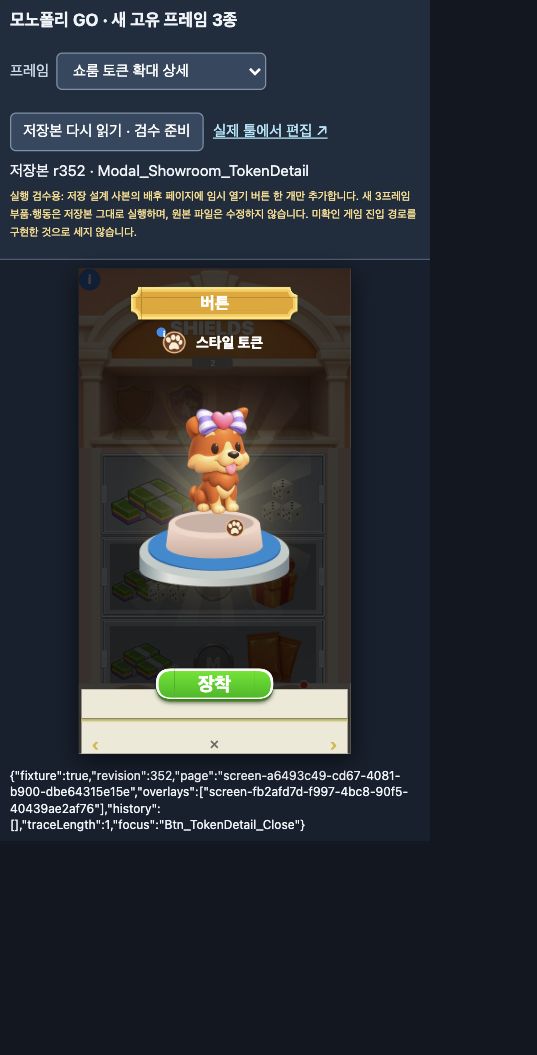 모노폴리 GO · 새 고유 프레임 3종
프레임
쇼룸 토큰 확대 상세
저장본 다시 읽기 · 검수 준비
실제 툴에서 편집 ↗
저장본 r352 · Modal_Showroom_TokenDetail
실행 검수용: 저장 설계 사본의 배후 페이지에 임시 열기 버튼 한 개만 추가합니다. 새 3프레임
부품·행동은 저장본 그대로 실행하며, 원본 파일은 수정하지 않습니다. 미확인 게임 진입 경로를
구현한 것으로 세지 않습니다.
i
버튼
SHIELDS
스타일 토큰
2
장착
‹ × ›
{"fixture":true,"revision":352,"page":"screen-a6493c49-cd67-4081-
b900-dbe64315e15e","overlays":["screen-fb2afd7d-f997-4bc8-90f5-
40439ae2af76"],"history":
[],"traceLength":1,"focus":"Btn_TokenDetail_Close"}